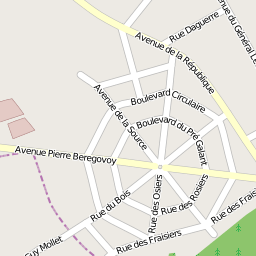 Rue Daguerre
Avenue du Général Le
Avenue de la République
Boulevard Circulaire
Avenue de la Source
Boulevard du Pré Galant
Avenue Pierre Beregovoy
Rue du Bois
Rue des Osiers
Rue des Rosiers
Rue des Fraisiers
Rue des Fraisiers
Guy Mollet